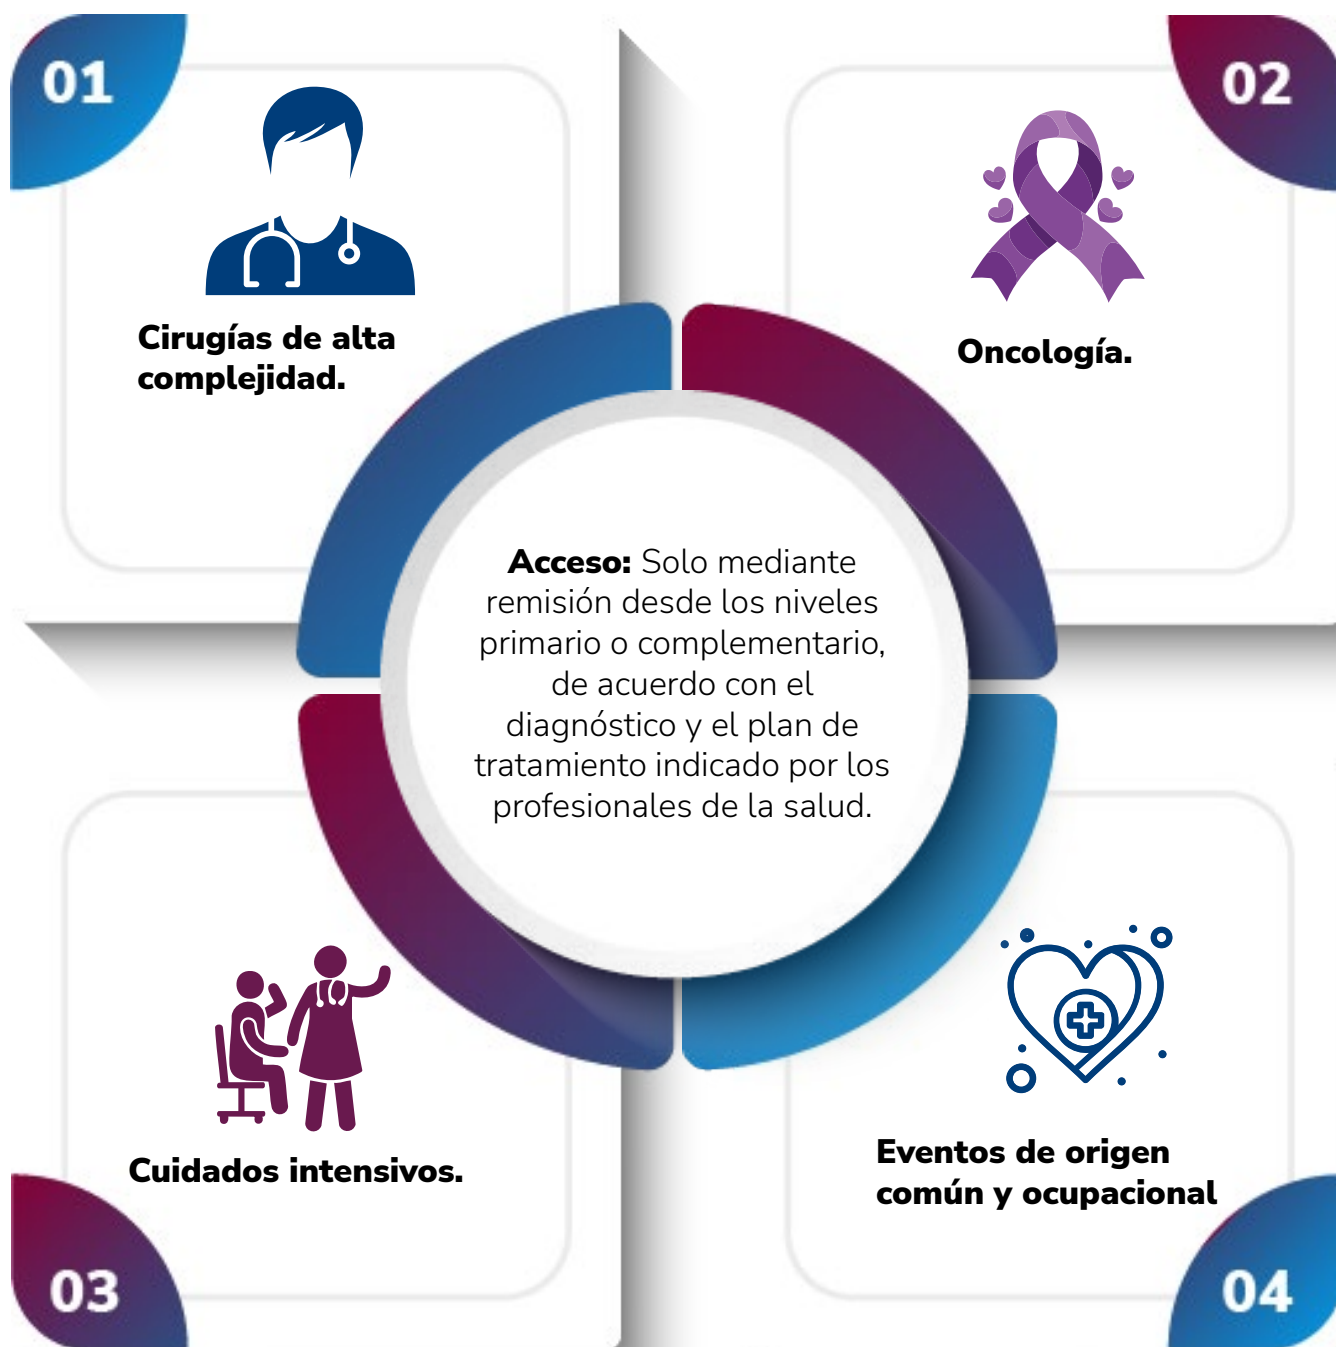 01
Cirugías de alta
complejidad.
02
Oncología.
Acceso: Solo mediante
remisión desde los niveles
primario o complementario,
de acuerdo con el
diagnóstico y el plan de
tratamiento indicado por los
profesionales de la salud.
Cuidados intensivos.
03
Eventos de origen
común y ocupacional
04